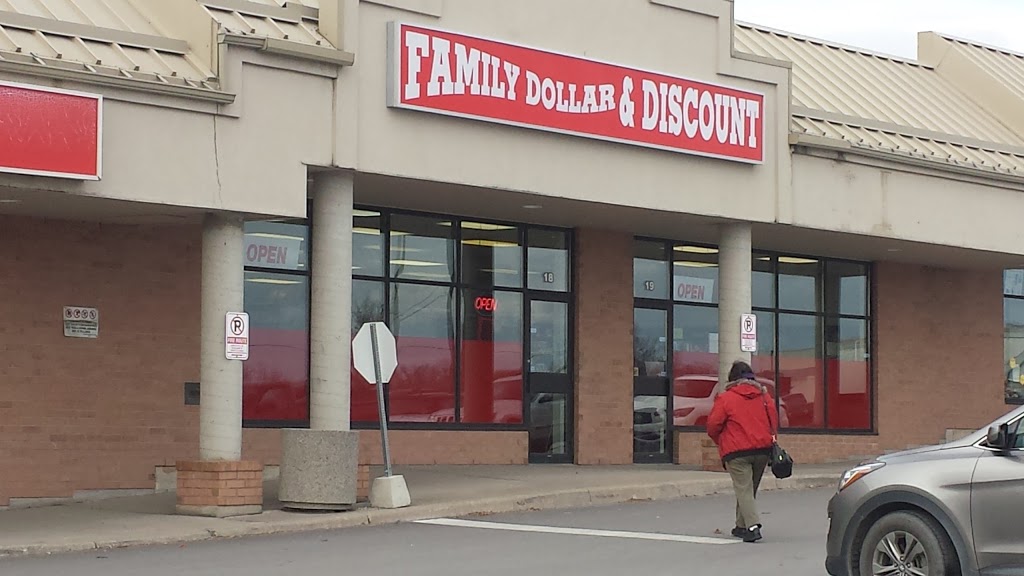 FAMILY DOLLAR & DISCOUNT
OPEN
OPEN
OPEN
18
19
P
P